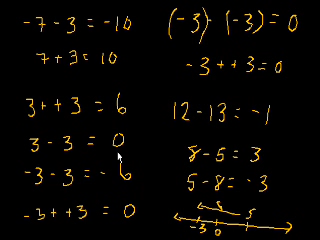 -7 - 3 = -10
7 + 3 = 10
3 + + 3 = 6
3 - 3 = 0
-3 - 3 = - 6
-3 + + 3 = 0
(-3) - (-3) = 0
-3 + + 3 = 0
12 - 13 = -1
8 - 5 = 3
5 - 8 = -3
8
5
-3 0